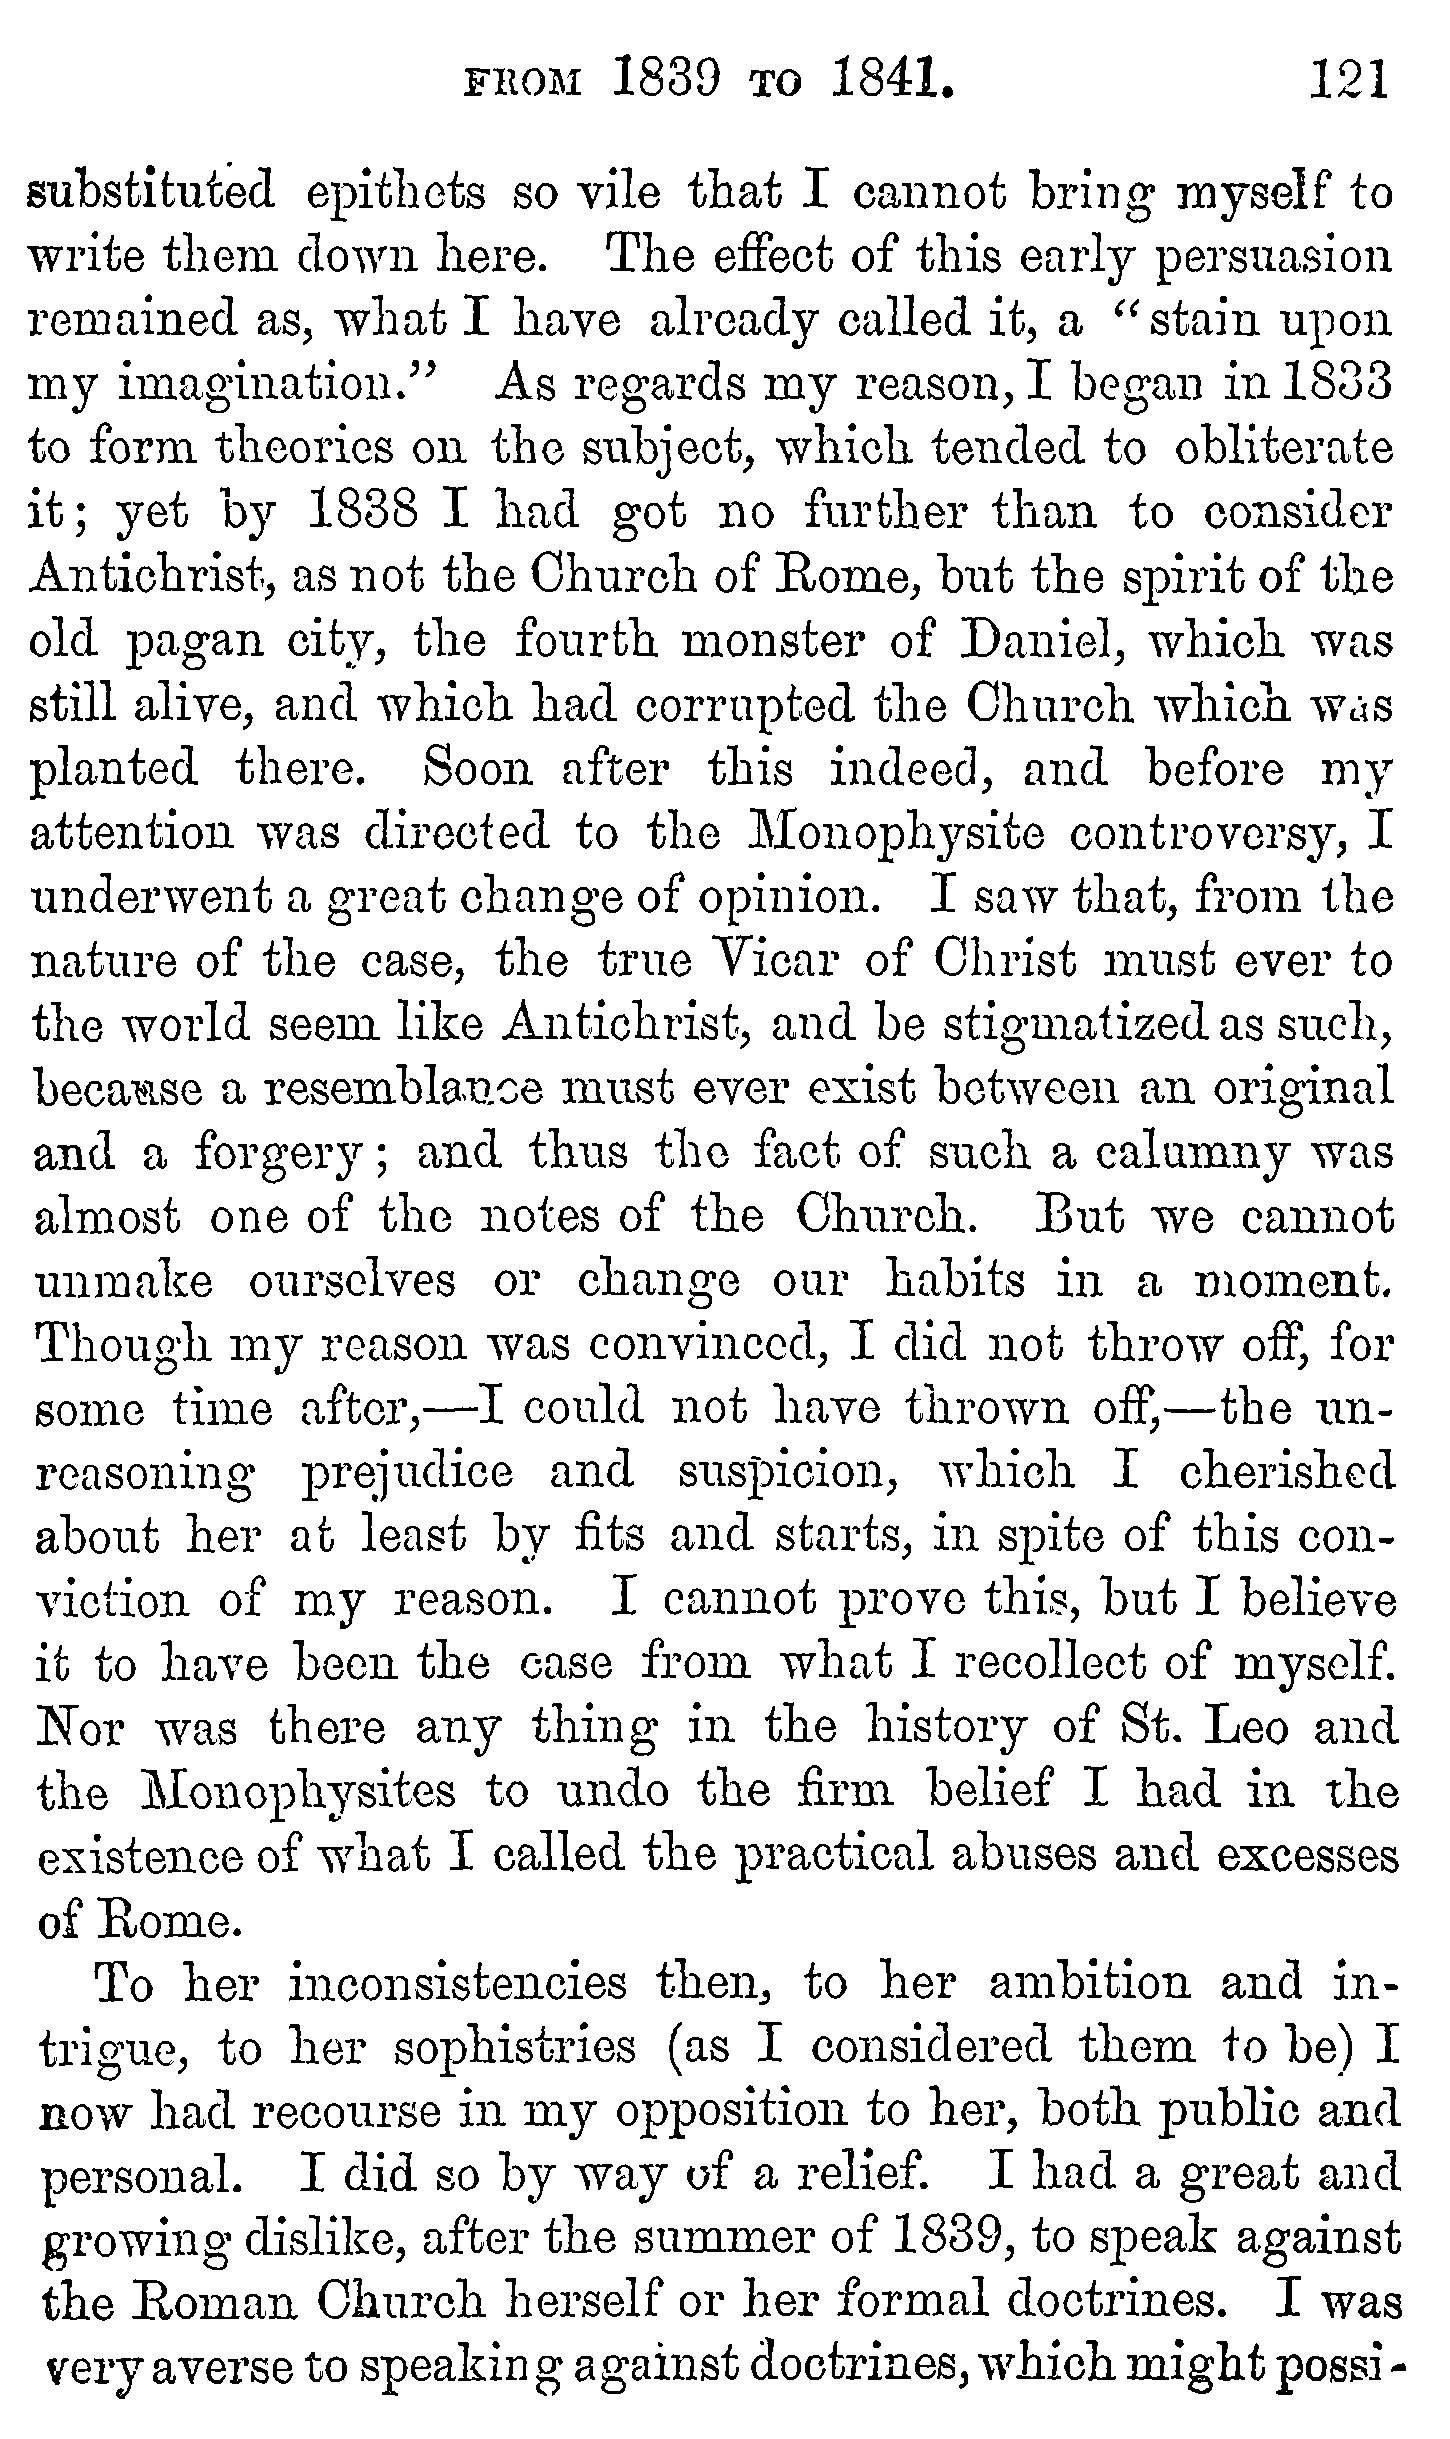 FROM 1839 TO 1841. 121
substituted epithets so vile that I cannot bring myself to
write them down here. The effect of this early persuasion
remained as, what I have already called it, a “stain upon
my imagination.” As regards my reason, I began in 1833
to form theories on the subject, which tended to obliterate
it; yet by 1838 I had got no further than to consider
Antichrist, as not the Church of Rome, but the spirit of the
old pagan city, the fourth monster of Daniel, which was
still alive, and which had corrupted the Church which was
planted there. Soon after this indeed, and before my
attention was directed to the Monophysite controversy, I
underwent a great change of opinion. I saw that, from the
nature of the case, the true Vicar of Christ must ever to
the world seem like Antichrist, and be stigmatized as such,
because a resemblance must ever exist between an original
and a forgery; and thus the fact of such a calumny was
almost one of the notes of the Church. But we cannot
unmake ourselves or change our habits in a moment.
Though my reason was convinced, I did not throw off, for
some time after,—I could not have thrown off,—the un-
reasoning prejudice and suspicion, which I cherished
about her at least by fits and starts, in spite of this con-
viction of my reason. I cannot prove this, but I believe
it to have been the case from what I recollect of myself.
Nor was there any thing in the history of St. Leo and
the Monophysites to undo the firm belief I had in the
existence of what I called the practical abuses and excesses
of Rome.
To her inconsistencies then, to her ambition and in-
trigue, to her sophistries (as I considered them to be) I
now had recourse in my opposition to her, both public and
personal. I did so by way of a relief. I had a great and
growing dislike, after the summer of 1839, to speak against
the Roman Church herself or her formal doctrines. I was
very averse to speaking against doctrines, which might possi-